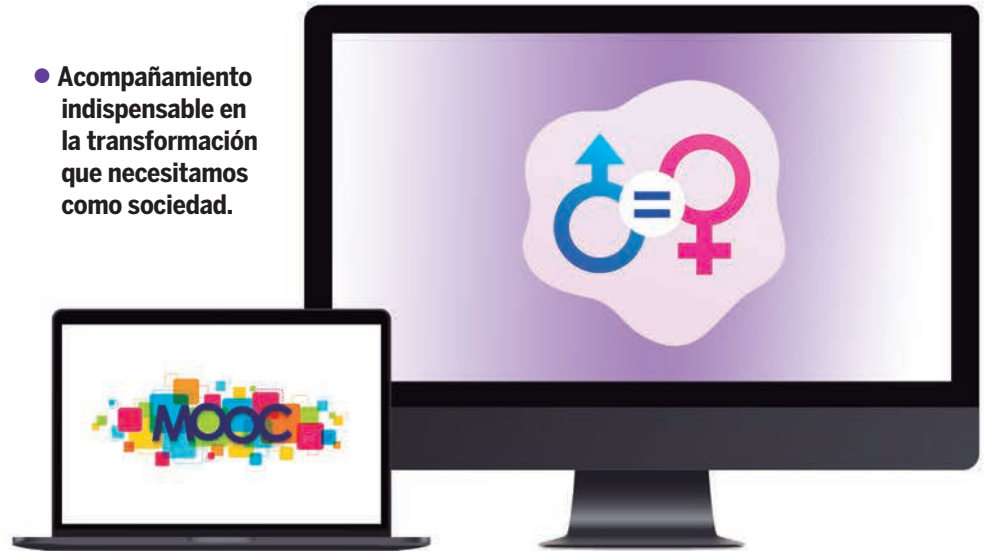 ● Acompañamiento
indispensable en
la transformación
que necesitamos
como sociedad.
=
MOOC